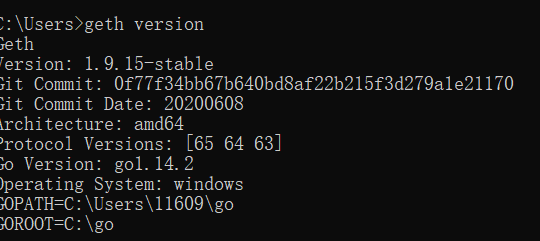 C:\Users>geth version
Geth
Version: 1.9.15-stable
Git Commit: 0f77f34bb67b640bd8af22b215f3d279a1e21170
Git Commit Date: 20200608
Architecture: amd64
Protocol Versions: [65 64 63]
Go Version: go1.14.2
Operating System: windows
GOPATH=C:\Users\11609\go
GOROOT=C:\go